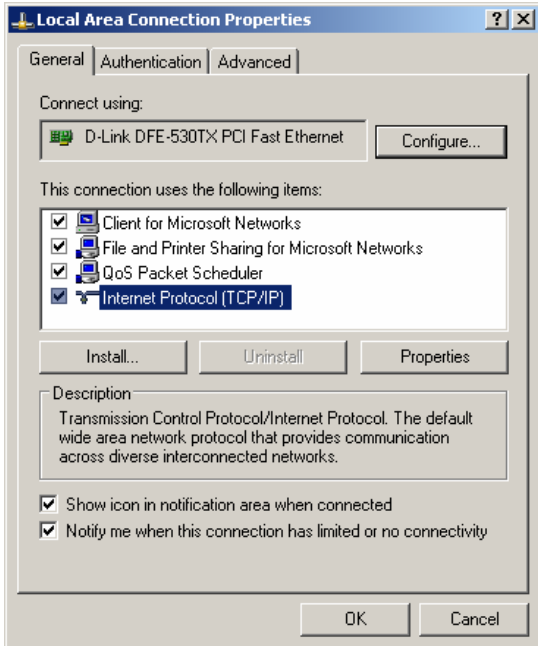 Local Area Connection Properties
General Authentication Advanced
Connect using:
D-Link DFE-530TX PCI Fast Ethernet Configure...
This connection uses the following items:
Client for Microsoft Networks
File and Printer Sharing for Microsoft Networks
QoS Packet Scheduler
Internet Protocol (TCP/IP)
Install... Uninstall Properties
Description
Transmission Control Protocol/Internet Protocol. The default
wide area network protocol that provides communication
across diverse interconnected networks.
Show icon in notification area when connected
Notify me when this connection has limited or no connectivity
OK Cancel